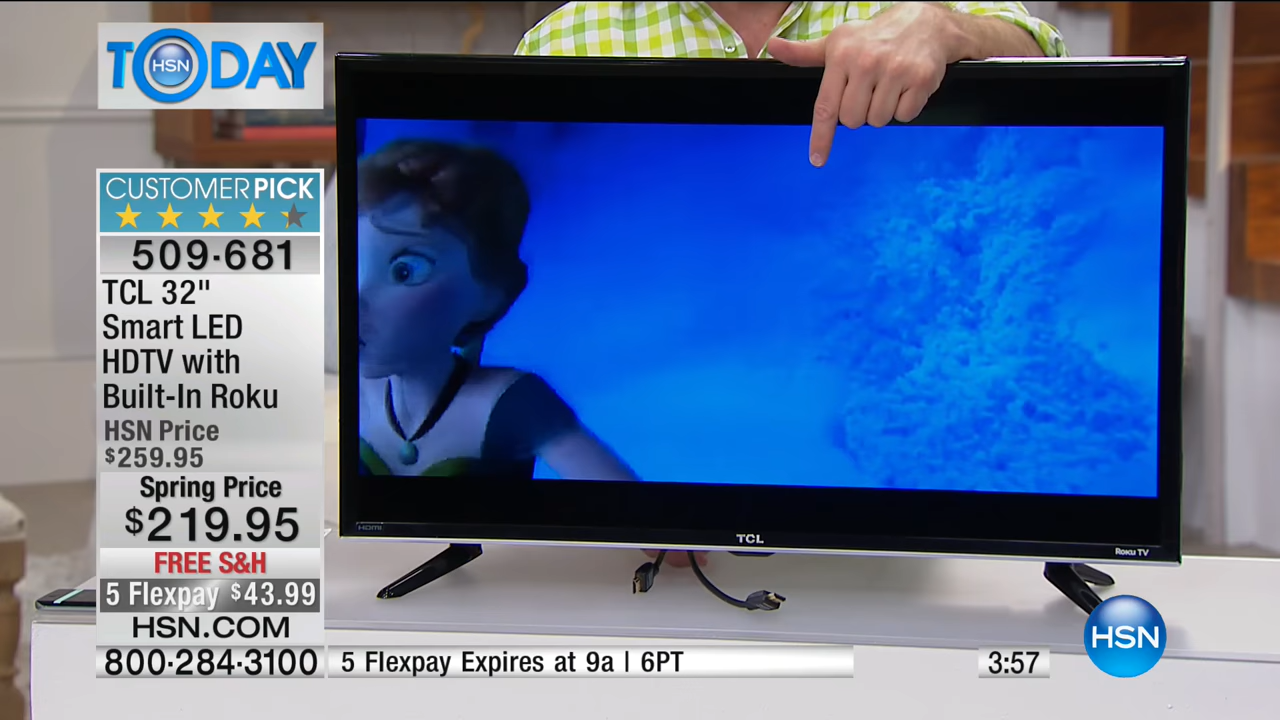 TODAY
HSN
CUSTOMER PICK
509·681
TCL 32"
Smart LED
HDTV with
Built-In Roku
HSN Price
$259.95
Spring Price
$219.95
FREE S&H
5 Flexpay $43.99
HSN.COM
800·284·3100
5 Flexpay Expires at 9a | 6PT
3:57
HDMI
TCL
Roku TV
HSN